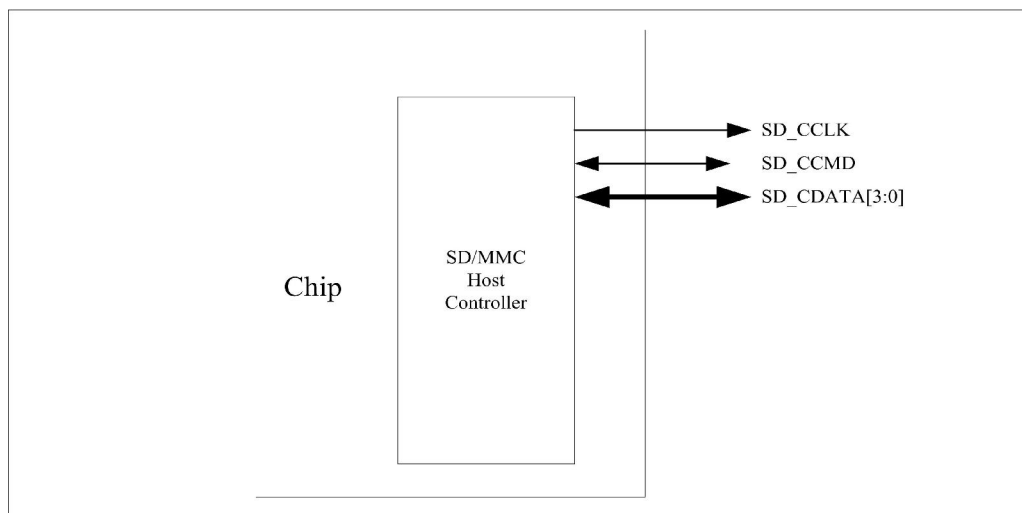 SD_CCLK
SD_CCMD
SD_CDATA[3:0]
SD/MMC
Host
Controller
Chip